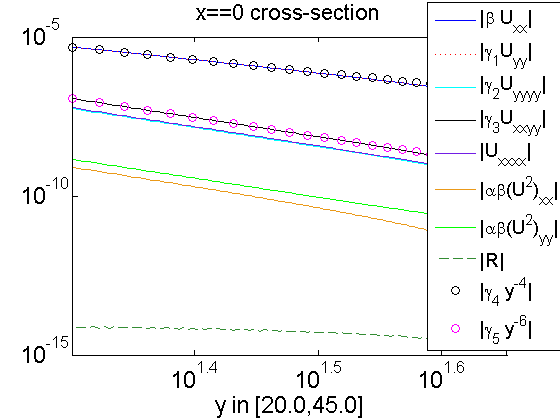 x==0 cross-section
10^-5
10^-10
10^-15
10^1.4
10^1.5
10^1.6
y in [20.0,45.0]
|β U_xx|
|γ_1 U_yy|
|γ_2 U_yyyy|
|γ_3 U_xxyy|
|U_xxxx|
|αβ(U^2)_xx|
|αβ(U^2)_yy|
|R|
|γ_4 y^-4|
|γ_5 y^-6|